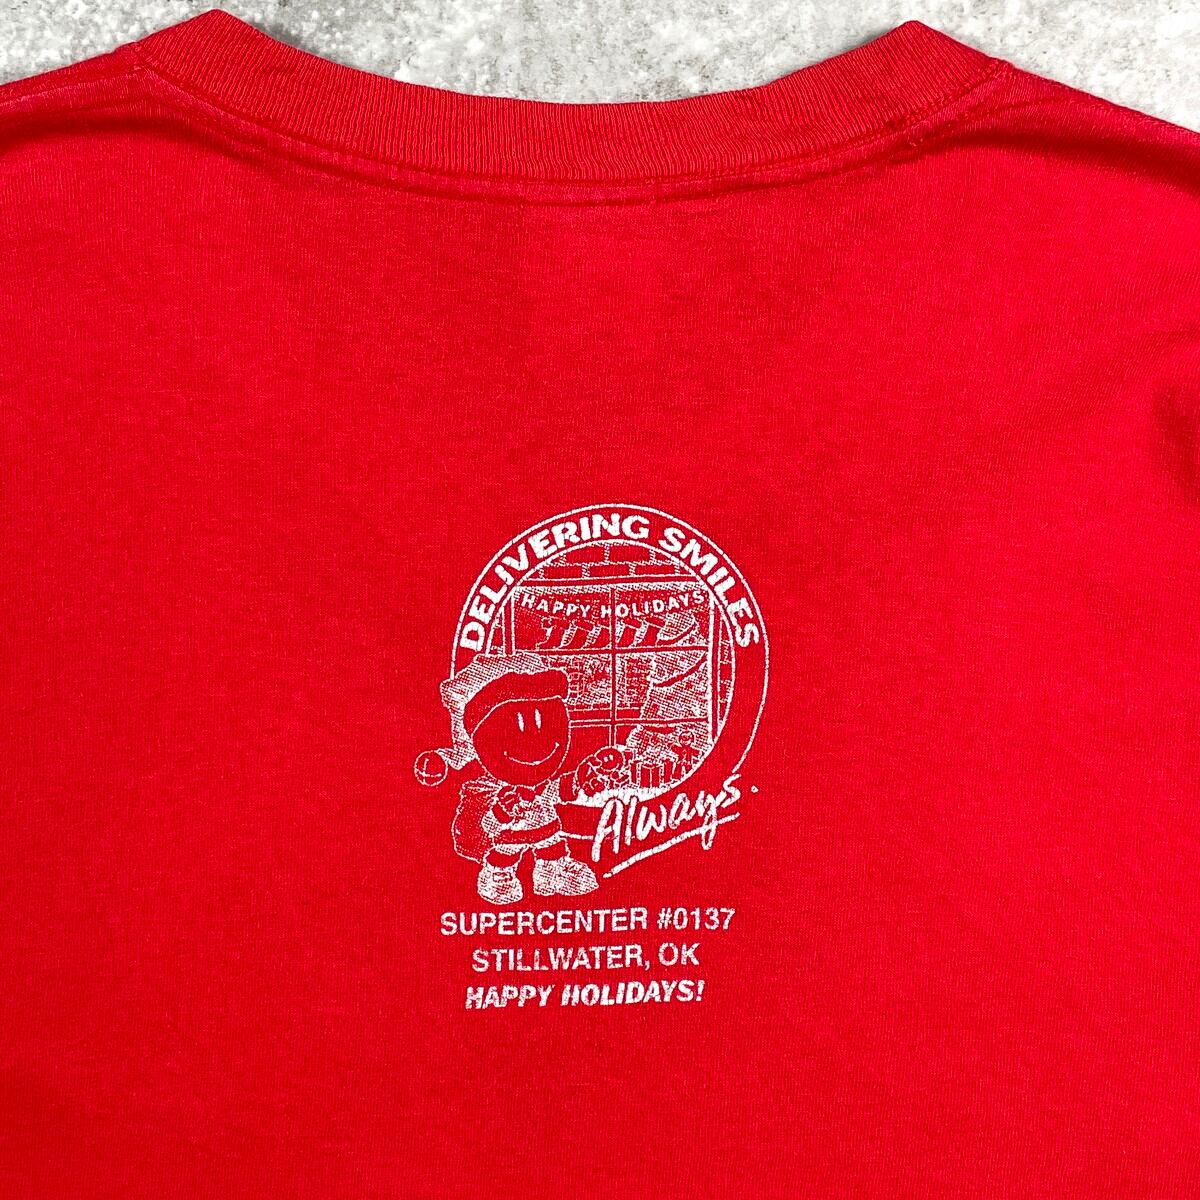 DELIVERING SMILES
HAPPY HOLIDAYS
Always.
SUPERCENTER #0137
STILLWATER, OK
HAPPY HOLIDAYS!